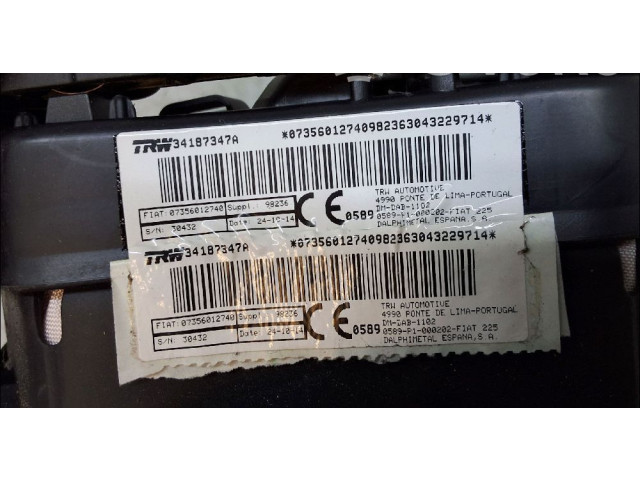 TRW 34187347A *073560127409823630432​29714*
FIAT: 07356012740 Suppl.: 98236
S/N: 30432 Date: 24-10-14
CE 0589
TRW AUTOMOTIVE
4990 PONTE DE LIMA-PORTUGAL
DM-DAB-1102
0589-P1-000202-FIAT 225
DALPHIMETAL ESPANA,S.A.
TRW 34187347A *07356012740982363043229714*
FIAT: 07356012740 Suppl.: 98236
S/N: 30432 Date: 24-10-14
CE 0589
TRW AUTOMOTIVE
4990 PONTE DE LIMA-PORTUGAL
DM-DAB-1102
0589-P1-000202-FIAT 225
DALPHIMETAL ESPANA,S.A.